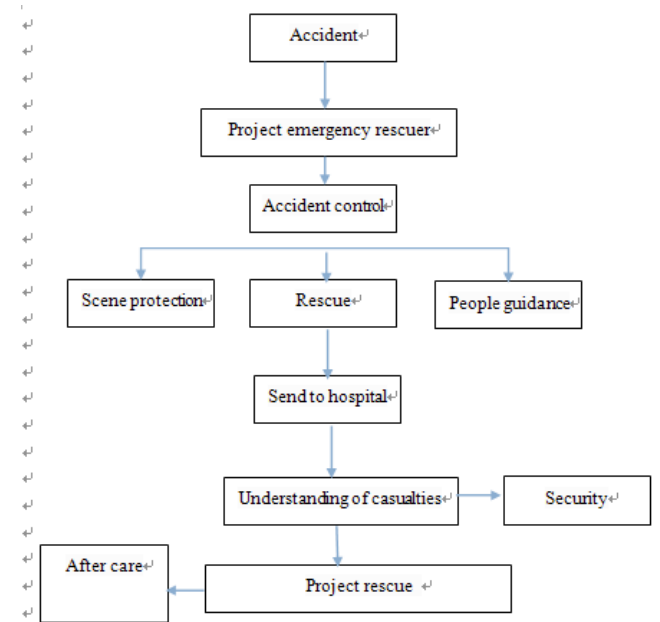 Accident
Project emergency rescuer
Accident control
Scene protection
Rescue
People guidance
Send to hospital
Understanding of casualties
Security
After care
Project rescue